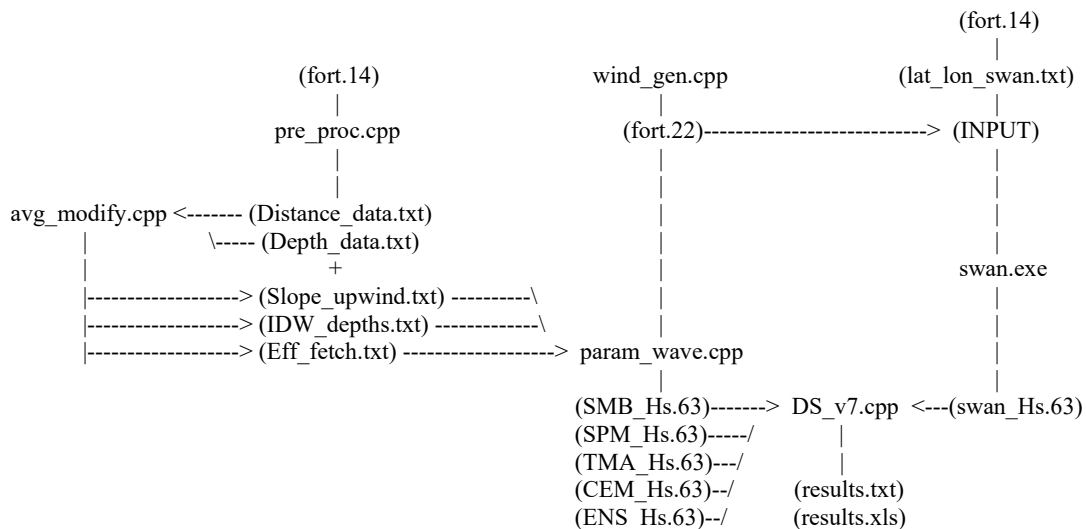 (fort.14)
|
(fort.14) wind_gen.cpp (lat_lon_swan.txt)
| | |
pre_proc.cpp (fort.22)----------------------------> (INPUT)
| | |
| | |
avg_modify.cpp <------- (Distance_data.txt) | |
| \----- (Depth_data.txt) | |
| + | swan.exe
|-------------------> (Slope_upwind.txt) ----------\ | |
|-------------------> (IDW_depths.txt) -------------\ | |
|-------------------> (Eff_fetch.txt) -------------------> param_wave.cpp |
| |
(SMB_Hs.63)-------> DS_v7.cpp <---(swan_Hs.63)
(SPM_Hs.63)-----/ |
(TMA_Hs.63)---/ |
(CEM_Hs.63)--/ (results.txt)
(ENS_Hs.63)--/ (results.xls)